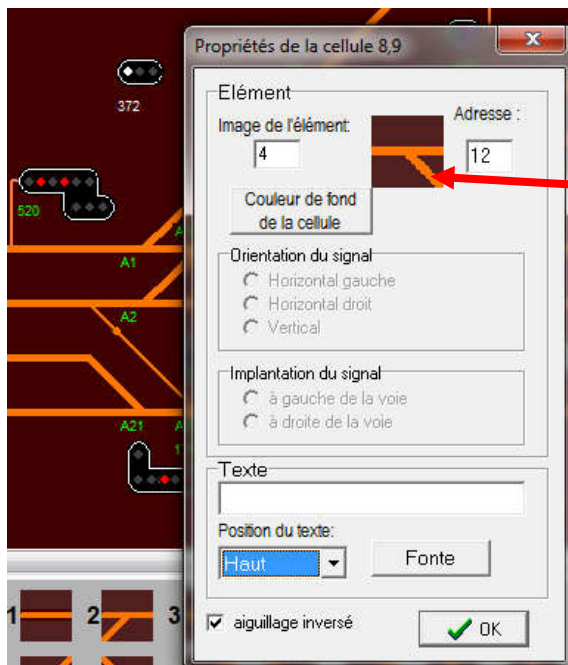 Propriétés de la cellule 8,9
x
Elément
Image de l'élément:
Adresse :
4
12
Couleur de fond
de la cellule
Orientation du signal
Horizontal gauche
Horizontal droit
Vertical
Implantation du signal
à gauche de la voie
à droite de la voie
Texte
Position du texte:
Haut
Fonte
aiguillage inversé
OK
372
520
A1
A2
A21
1
2
3